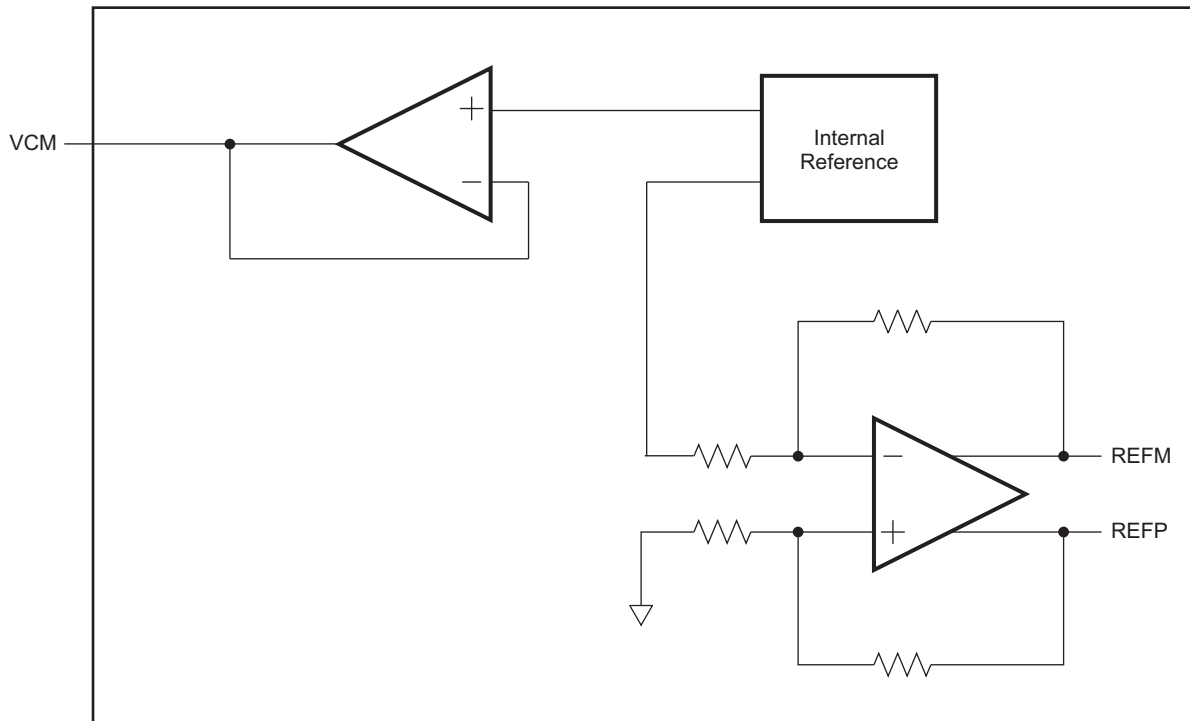 VCM
+
−
Internal
Reference
−
+
REFM
REFP